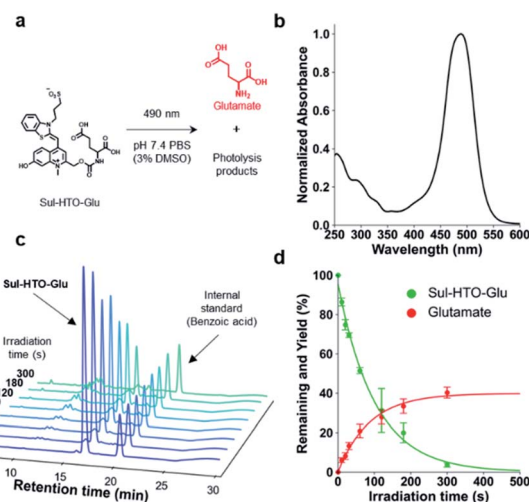 a
OH
O
OH
O
NH2
Glutamate
490 nm
pH 7.4 PBS
(3% DMSO)
+
Photolysis
products
Sul-HTO-Glu
b
Normalized Absorbance
1.0
0.8
0.6
0.4
0.2
0.0
250 300 350 400 450 500 550 600
Wavelength (nm)
c
Sul-HTO-Glu
Internal
standard
(Benzoic acid)
Irradiation
time (s)
300
180
20
10 15 20 25 30
Retention time (min)
d
Remaining and Yield (%)
100
80
60
40
20
0
Sul-HTO-Glu
Glutamate
0 100 200 300 400 500
Irradiation time (s)